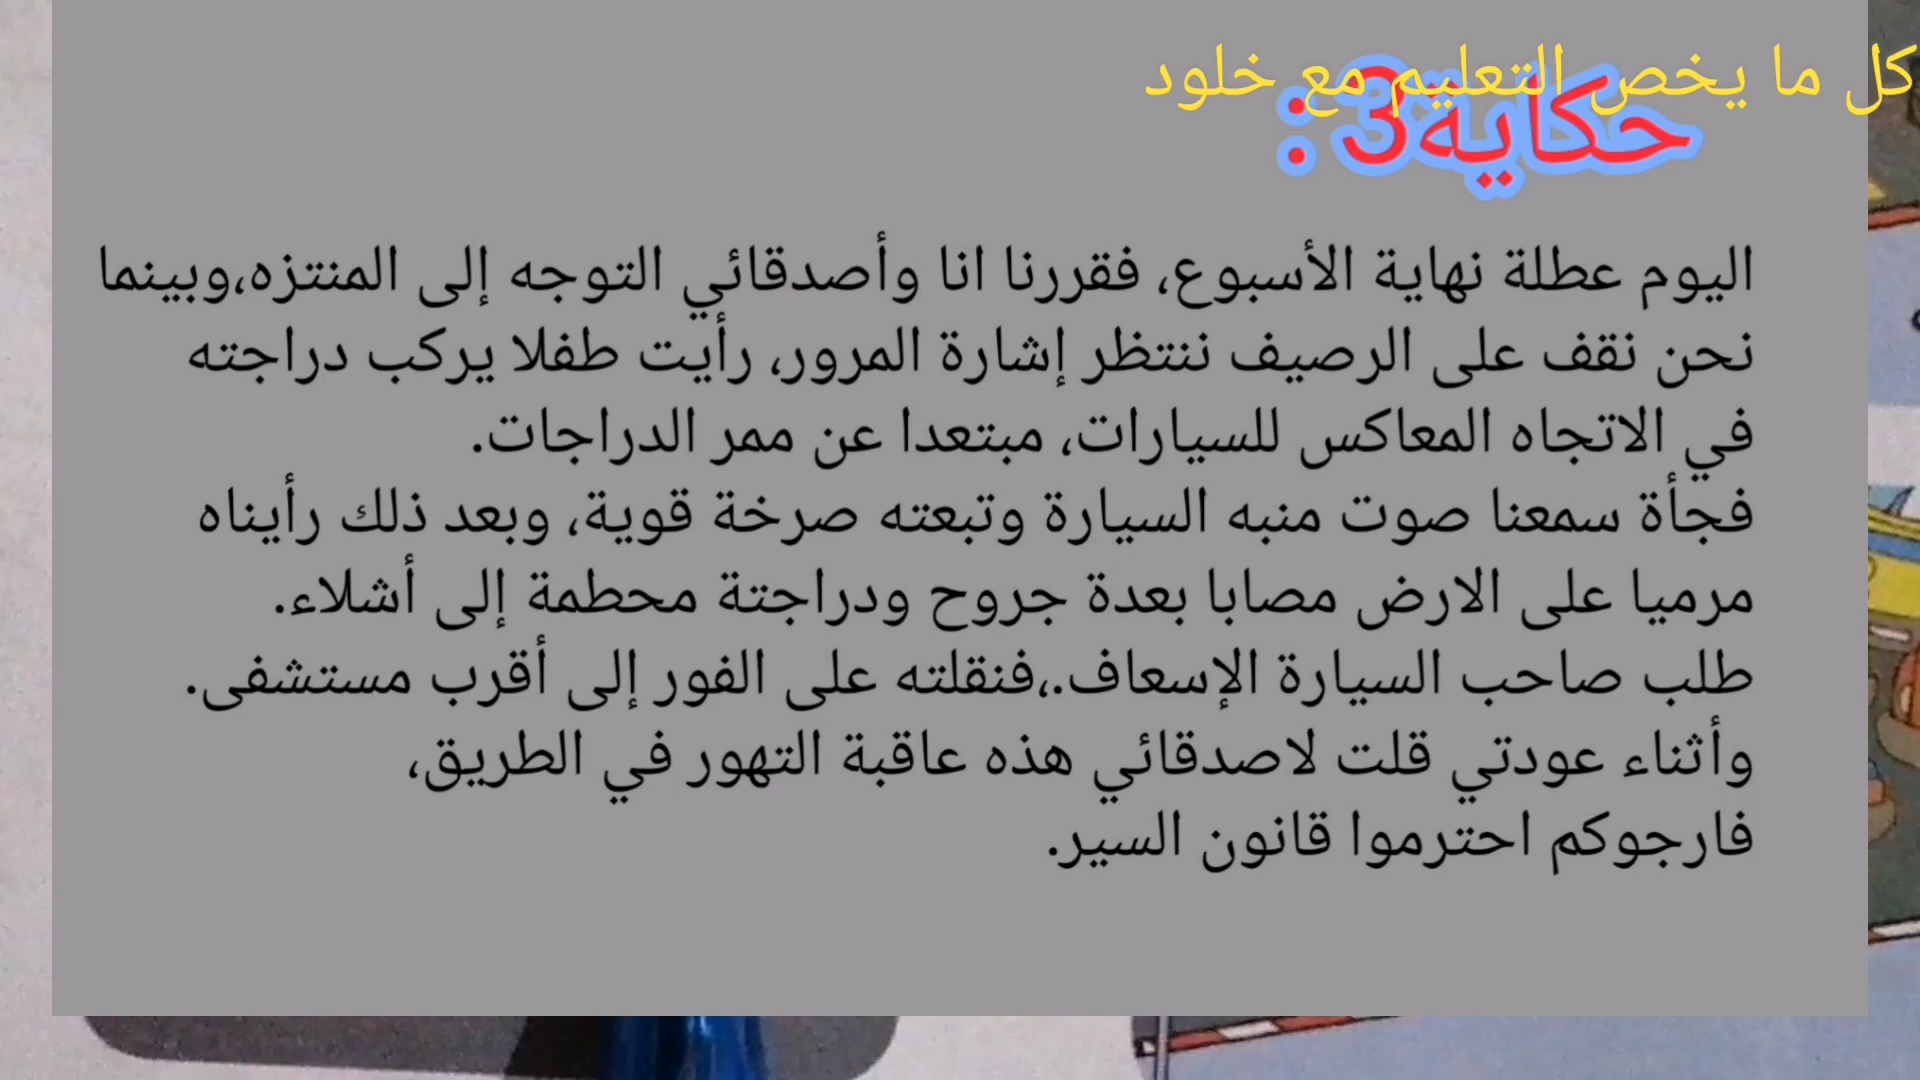 كل ما يخص التعليم مع خلود
حكاية3 :
اليوم عطلة نهاية الأسبوع، فقررنا انا وأصدقائي التوجه إلى المنتزه،وبينما
نحن نقف على الرصيف ننتظر إشارة المرور، رأيت طفلا يركب دراجته
في الاتجاه المعاكس للسيارات، مبتعدا عن ممر الدراجات.
فجأة سمعنا صوت منبه السيارة وتبعته صرخة قوية، وبعد ذلك رأيناه
مرميا على الارض مصابا بعدة جروح ودراجتة محطمة إلى أشلاء.
طلب صاحب السيارة الإسعاف.،فنقلته على الفور إلى أقرب مستشفى.
وأثناء عودتي قلت لاصدقائي هذه عاقبة التهور في الطريق،
فارجوكم احترموا قانون السير.